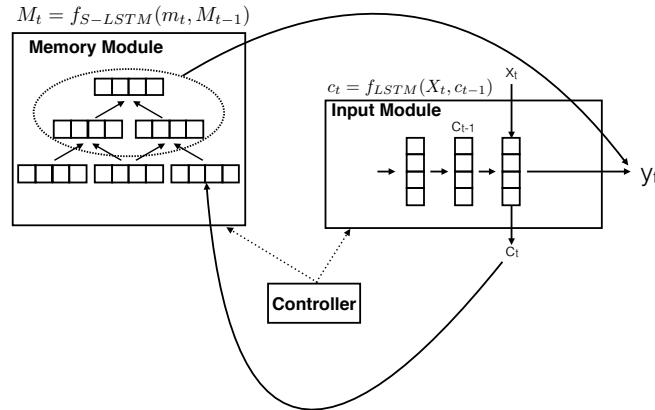 M_t = f_{S-LSTM}(m_t, M_{t-1})
Memory Module
c_t = f_{LSTM}(X_t, c_{t-1})
X_t
Input Module
C_{t-1}
y_t
C_t
Controller